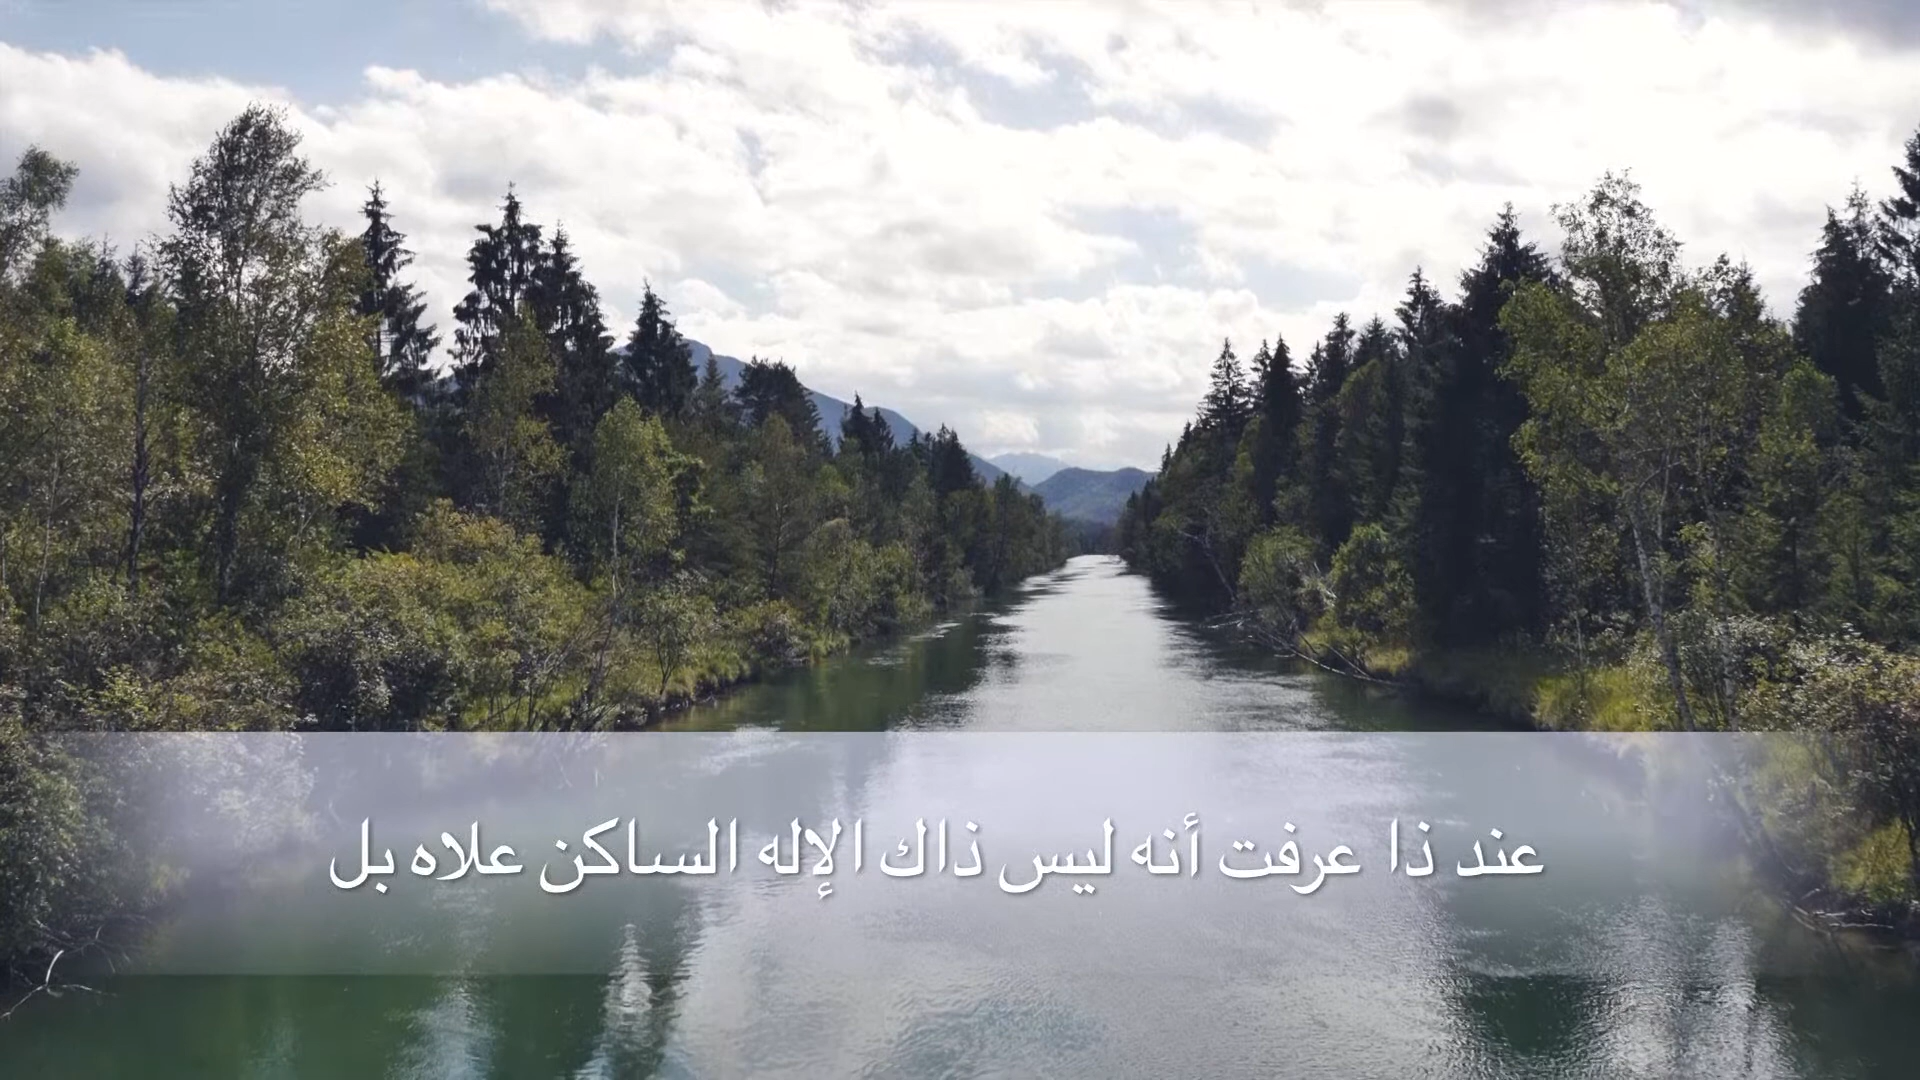 عند ذا عرفت أنه ليس ذاك الإله الساكن علاه بل